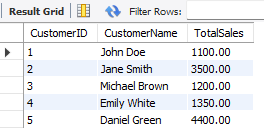 Result Grid Filter Rows:
CustomerID CustomerName TotalSales
1 John Doe 1100.00
2 Jane Smith 3500.00
3 Michael Brown 1200.00
4 Emily White 1350.00
5 Daniel Green 4400.00